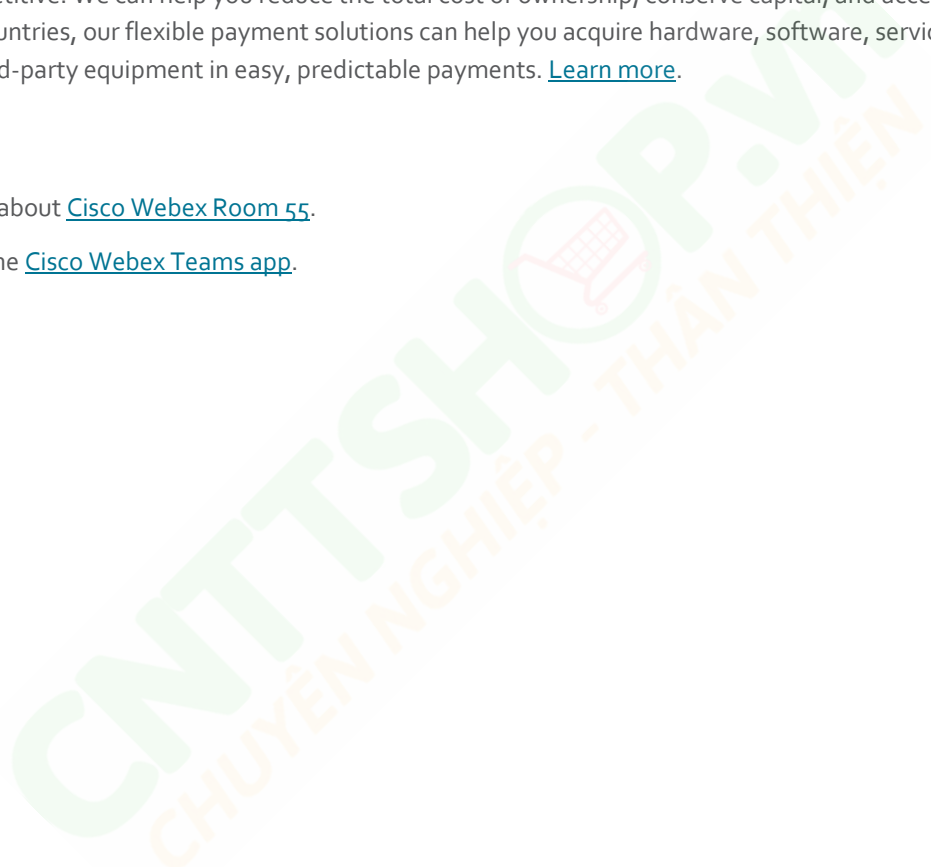 etitive. We can help you reduce the total cost of ownership, conserve capital, and acce
untries, our flexible payment solutions can help you acquire hardware, software, servic
d-party equipment in easy, predictable payments. Learn more.
about Cisco Webex Room 55.
ne Cisco Webex Teams app.
CNTTSHOP.vn
CHUYÊN NGHIỆP - THÂN THIỆN